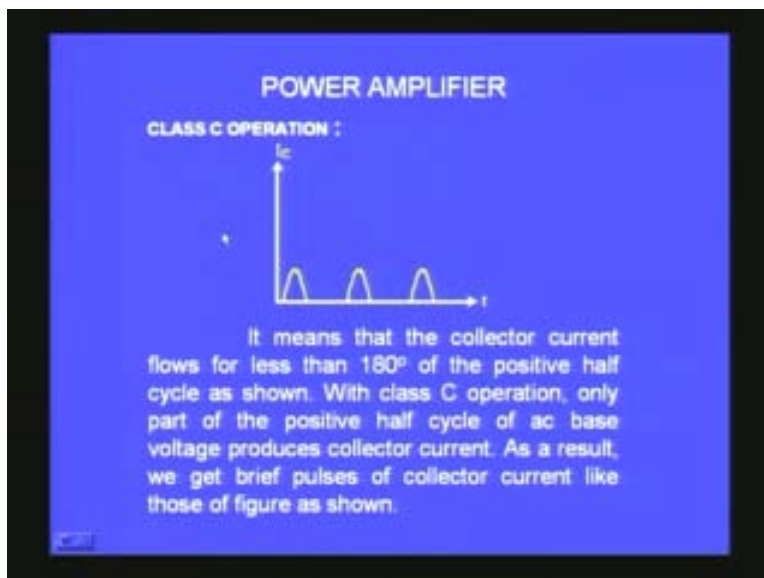 POWER AMPLIFIER
CLASS C OPERATION :
Ic
t
It means that the collector current
flows for less than 180º of the positive half
cycle as shown. With class C operation, only
part of the positive half cycle of ac base
voltage produces collector current. As a result,
we get brief pulses of collector current like
those of figure as shown.